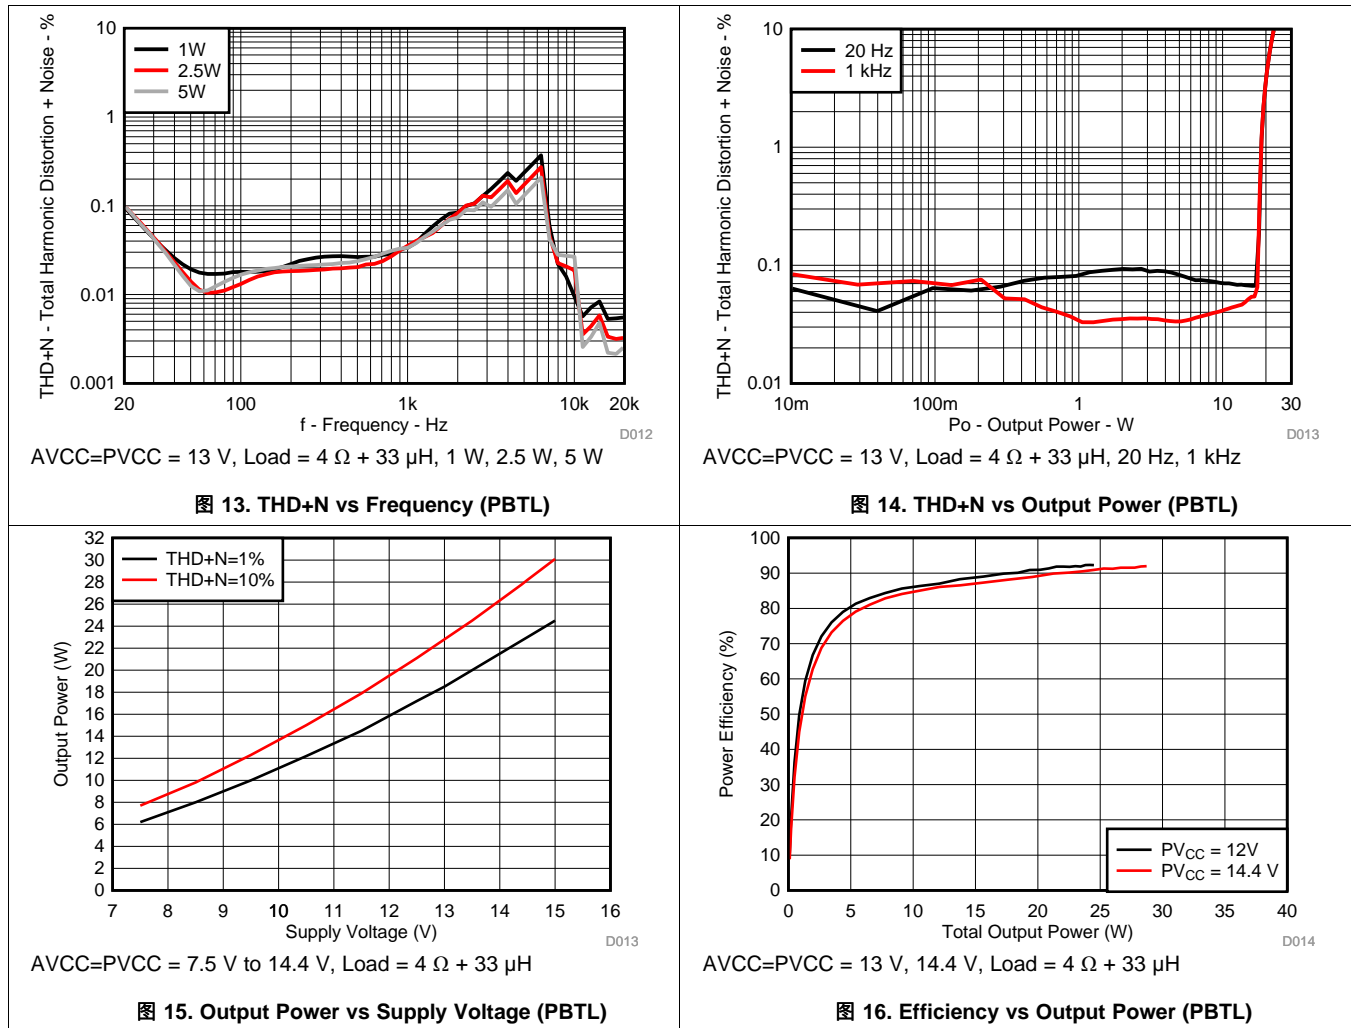 THD+N - Total Harmonic Distortion + Noise - %
10
1
0.1
0.01
0.001
1W
2.5W
5W
20 100 1k 10k 20k
f - Frequency - Hz
D012
AVCC=PVCC = 13 V, Load = 4 Ω + 33 µH, 1 W, 2.5 W, 5 W
图 13. THD+N vs Frequency (PBTL)
THD+N - Total Harmonic Distortion + Noise - %
10
1
0.1
0.01
20 Hz
1 kHz
10m 100m 1 10 30
Po - Output Power - W
D013
AVCC=PVCC = 13 V, Load = 4 Ω + 33 µH, 20 Hz, 1 kHz
图 14. THD+N vs Output Power (PBTL)
Output Power (W)
32
30
28
26
24
22
20
18
16
14
12
10
8
6
4
2
0
THD+N=1%
THD+N=10%
7 8 9 10 11 12 13 14 15 16
Supply Voltage (V)
D013
AVCC=PVCC = 7.5 V to 14.4 V, Load = 4 Ω + 33 µH
图 15. Output Power vs Supply Voltage (PBTL)
Power Efficiency (%)
100
90
80
70
60
50
40
30
20
10
0
PVCC = 12V
PVCC = 14.4 V
0 5 10 15 20 25 30 35 40
Total Output Power (W)
D014
AVCC=PVCC = 13 V, 14.4 V, Load = 4 Ω + 33 µH
图 16. Efficiency vs Output Power (PBTL)